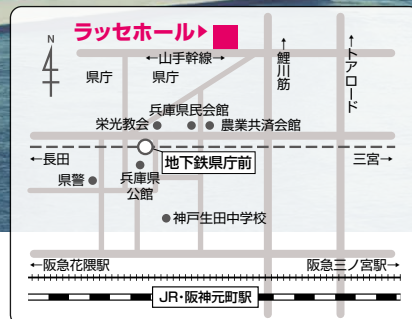 ラッセホール▶
N
←山手幹線→
県庁
県庁
↑鯉川筋
↑トアロード
兵庫県民会館
栄光教会
農業共済会館
←長田
地下鉄県庁前
三宮→
県警
兵庫県
公館
神戸生田中学校
←阪急花隈駅
阪急三ノ宮駅→
JR・阪神元町駅